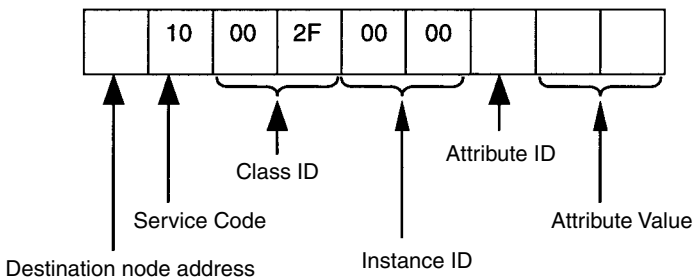 10 00 2F 00 00
Class ID
Attribute ID
Service Code
Attribute Value
Destination node address
Instance ID